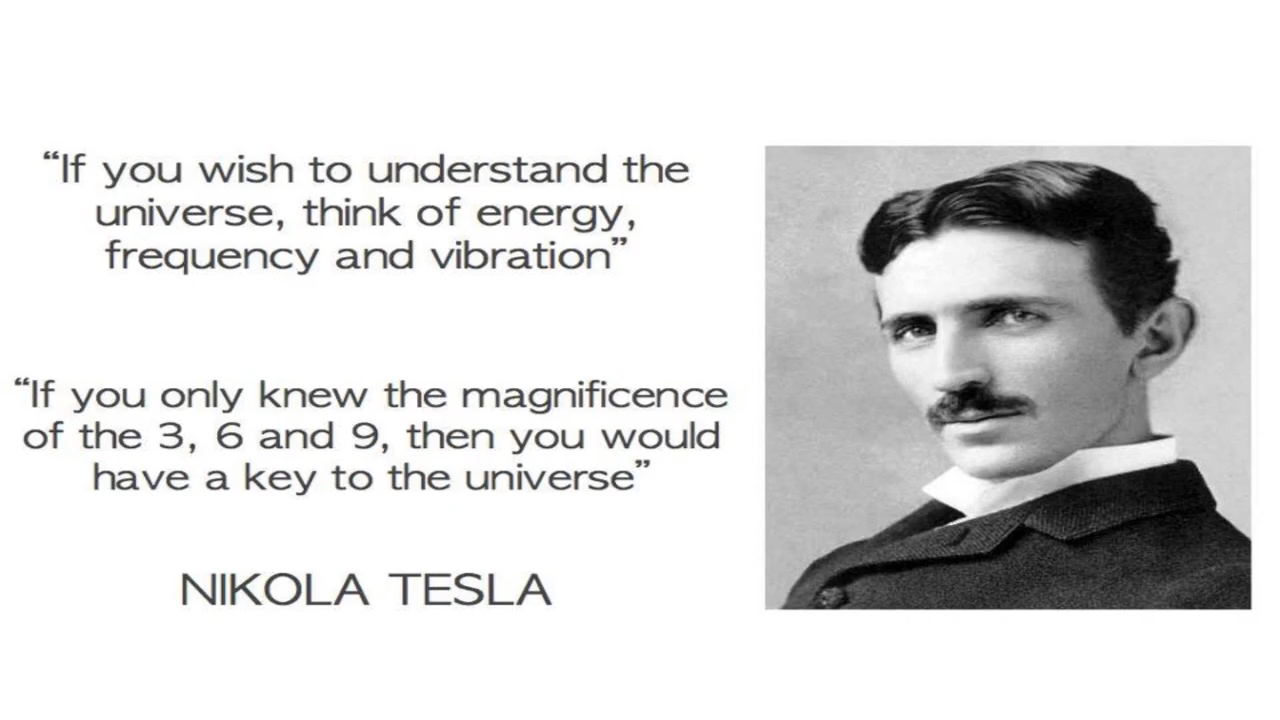 “If you wish to understand the
universe, think of energy,
frequency and vibration”
“If you only knew the magnificence
of the 3, 6 and 9, then you would
have a key to the universe”
NIKOLA TESLA